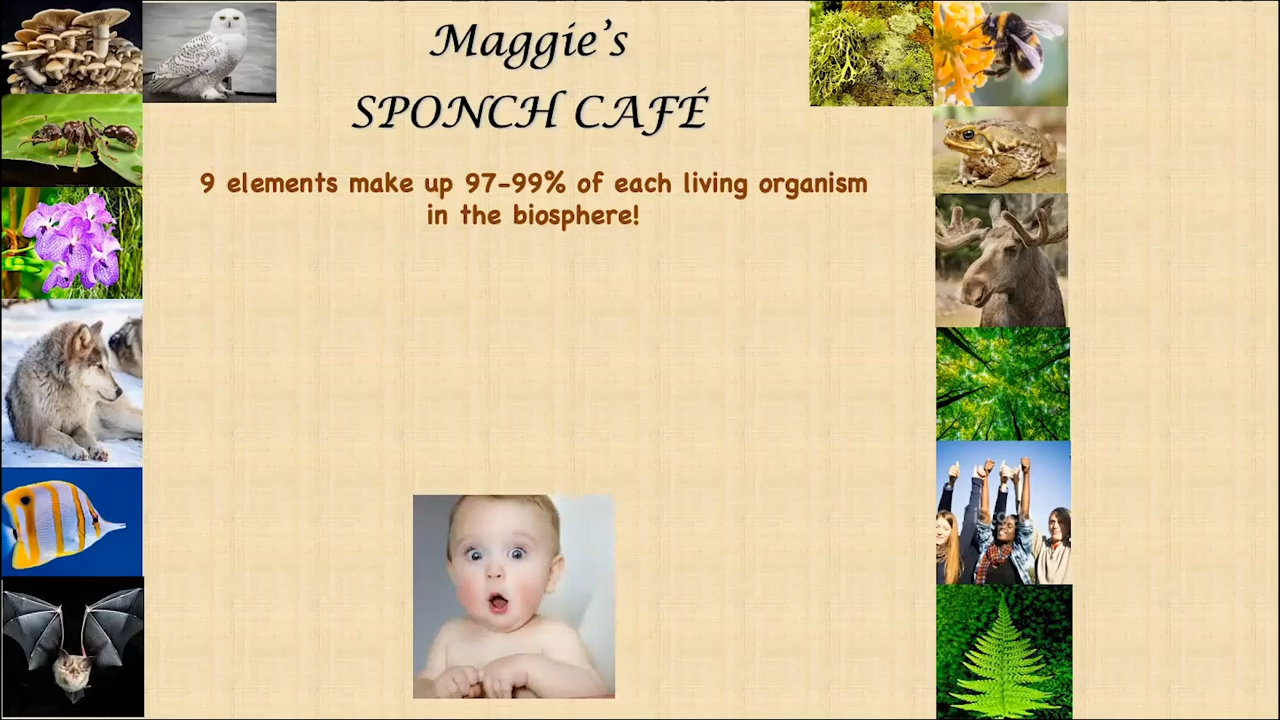 Maggie's
SPONCH CAFÉ
9 elements make up 97-99% of each living organism
in the biosphere!